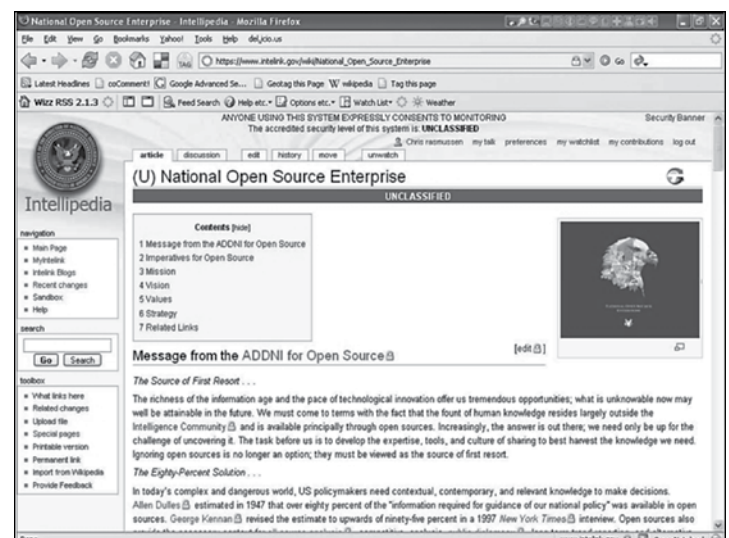 National Open Source Enterprise - Intellipedia - Mozilla Firefox
File Edit View Go Bookmarks Yahoo! Tools Help del.icio.us
TAG https://www.intelink.gov/wiki/National_Open_Source_Enterprise Go
Latest Headlines coComment! Google Advanced Se... Geotag this Page wikipedia Tag this page
Wizz RSS 2.1.3 Feed Search Help etc. Options etc. Watch List Weather
ANYONE USING THIS SYSTEM EXPRESSLY CONSENTS TO MONITORING Security Banner
The accredited security level of this system is: UNCLASSIFIED
Chris rasmussen my talk preferences my watchlist my contributions log out
article discussion edit history move unwatch
(U) National Open Source Enterprise
UNCLASSIFIED
Intellipedia
navigation
Main Page
MyIntelink
Intelink Blogs
Recent changes
Sandbox
Help
search
Go Search
toolbox
What links here
Related changes
Upload file
Special pages
Printable version
Permanent link
Import from Wikipedia
Provide Feedback
Contents [hide]
1 Message from the ADDNI for Open Source
2 Imperatives for Open Source
3 Mission
4 Vision
5 Values
6 Strategy
7 Related Links
Message from the ADDNI for Open Source [edit]
The Source of First Resort . . .
The richness of the information age and the pace of technological innovation offer us tremendous opportunities; what is unknowable now may
well be attainable in the future. We must come to terms with the fact that the fount of human knowledge resides largely outside the
Intelligence Community and is available principally through open sources. Increasingly, the answer is out there; we need only be up for the
challenge of uncovering it. The task before us is to develop the expertise, tools, and culture of sharing to best harvest the knowledge we need.
Ignoring open sources is no longer an option; they must be viewed as the source of first resort.
The Eighty-Percent Solution . . .
In today's complex and dangerous world, US policymakers need contextual, contemporary, and relevant knowledge to make decisions.
Allen Dulles estimated in 1947 that over eighty percent of the "information required for guidance of our national policy" was available in open
sources. George Kennan revised the estimate to upwards of ninety-five percent in a 1997 New York Times interview. Open sources also